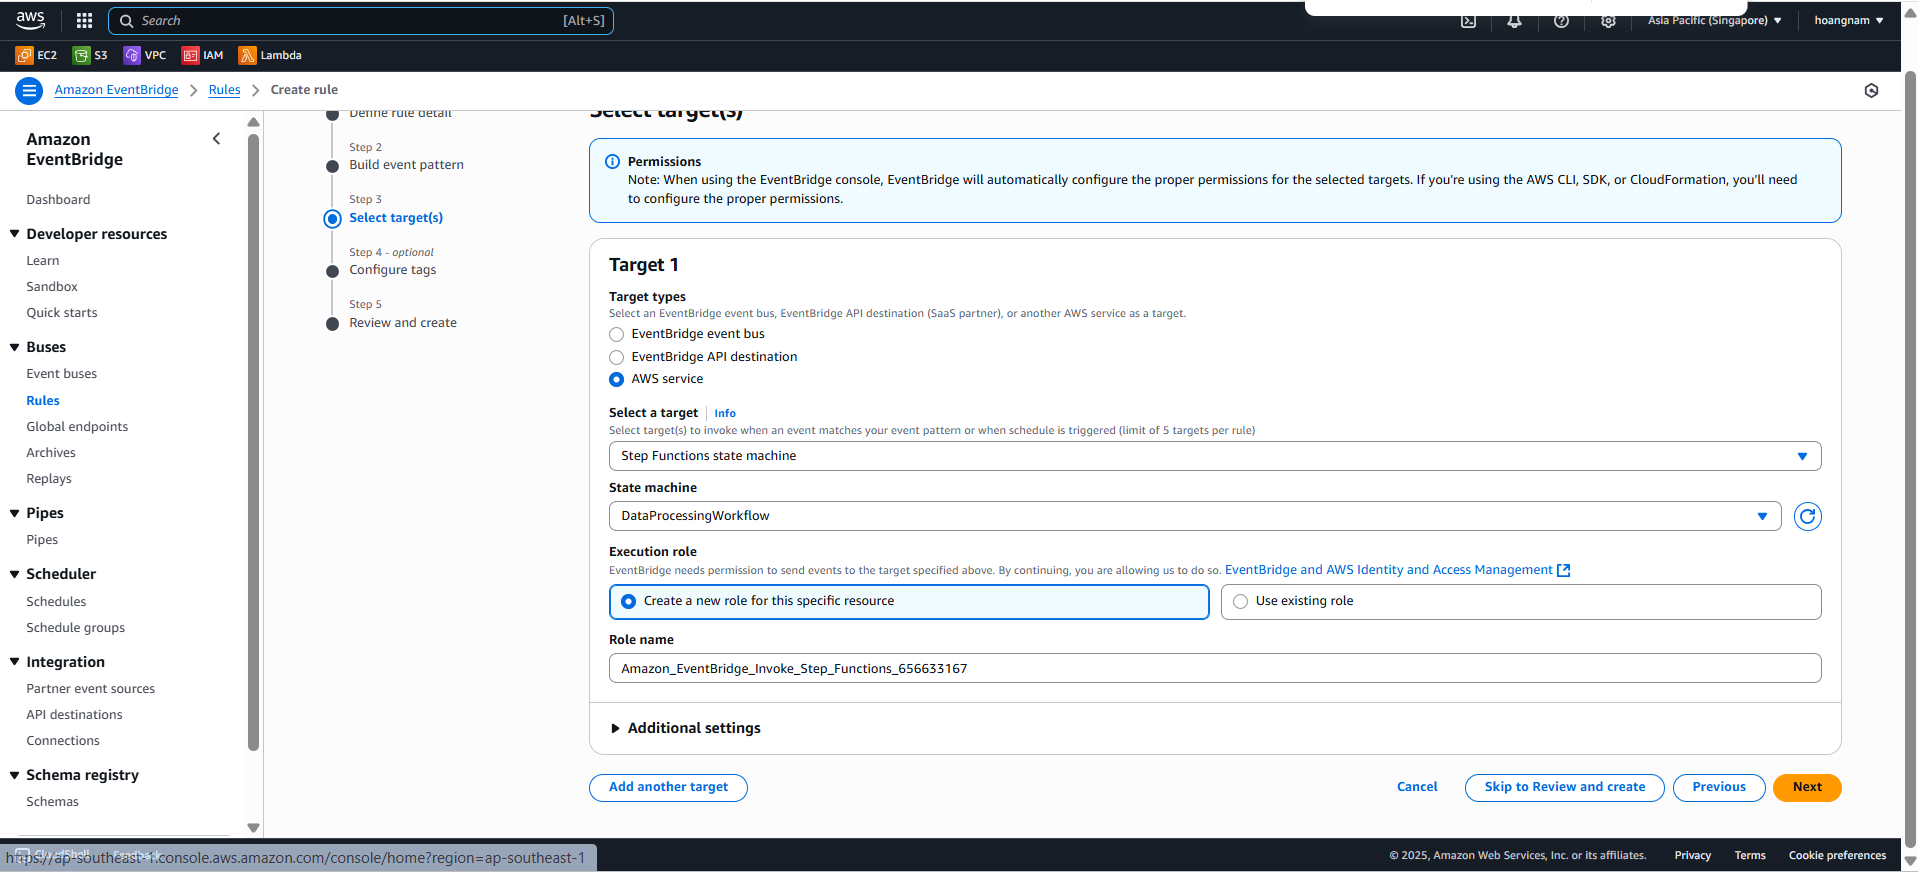 aws
Search
[Alt+S]
Asia Pacific (Singapore)
hoangnam
EC2
S3
VPC
IAM
Lambda
Amazon EventBridge
Rules
Create rule
Amazon
EventBridge
Dashboard
Developer resources
Learn
Sandbox
Quick starts
Buses
Event buses
Rules
Global endpoints
Archives
Replays
Pipes
Pipes
Scheduler
Schedules
Schedule groups
Integration
Partner event sources
API destinations
Connections
Schema registry
Schemas
Define rule detail
Step 2
Build event pattern
Step 3
Select target(s)
Step 4 - optional
Configure tags
Step 5
Review and create
Select target(s)
Permissions
Note: When using the EventBridge console, EventBridge will automatically configure the proper permissions for the selected targets. If you're using the AWS CLI, SDK, or CloudFormation, you'll need
to configure the proper permissions.
Target 1
Target types
Select an EventBridge event bus, EventBridge API destination (SaaS partner), or another AWS service as a target.
EventBridge event bus
EventBridge API destination
AWS service
Select a target
Info
Select target(s) to invoke when an event matches your event pattern or when schedule is triggered (limit of 5 targets per rule)
Step Functions state machine
State machine
DataProcessingWorkflow
Execution role
EventBridge needs permission to send events to the target specified above. By continuing, you are allowing us to do so. EventBridge and AWS Identity and Access Management
Create a new role for this specific resource
Use existing role
Role name
Amazon_EventBridge_Invoke_Step_Functions_656633167
Additional settings
Add another target
Cancel
Skip to Review and create
Previous
Next
CloudShell
Feedback
https://ap-southeast-1.console.aws.amazon.com/console/home?region=ap-southeast-1
© 2025, Amazon Web Services, Inc. or its affiliates.
Privacy
Terms
Cookie preferences